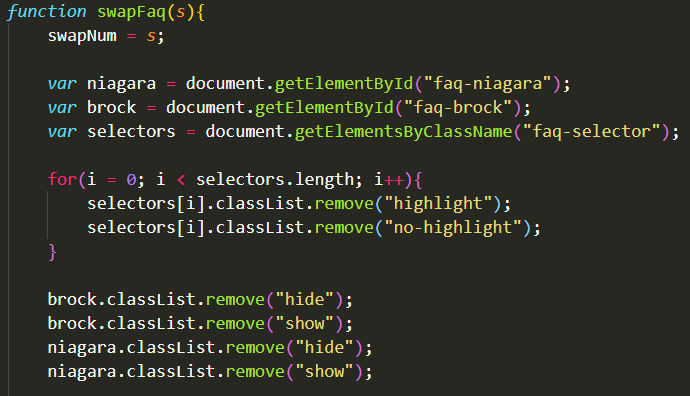 function swapFaq(s){
    swapNum = s;

    var niagara = document.getElementById("faq-niagara");
    var brock = document.getElementById("faq-brock");
    var selectors = document.getElementsByClassName("faq-selector");

    for(i = 0; i < selectors.length; i++){
        selectors[i].classList.remove("highlight");
        selectors[i].classList.remove("no-highlight");
    }

    brock.classList.remove("hide");
    brock.classList.remove("show");
    niagara.classList.remove("hide");
    niagara.classList.remove("show");